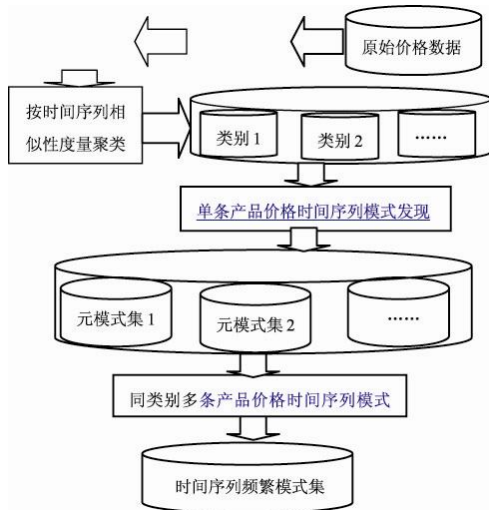 原始价格数据
按时间序列相
似性度量聚类
类别 1
类别 2
……
单条产品价格时间序列模式发现
元模式集 1
元模式集 2
……
同类别多条产品价格时间序列模式
时间序列频繁模式集